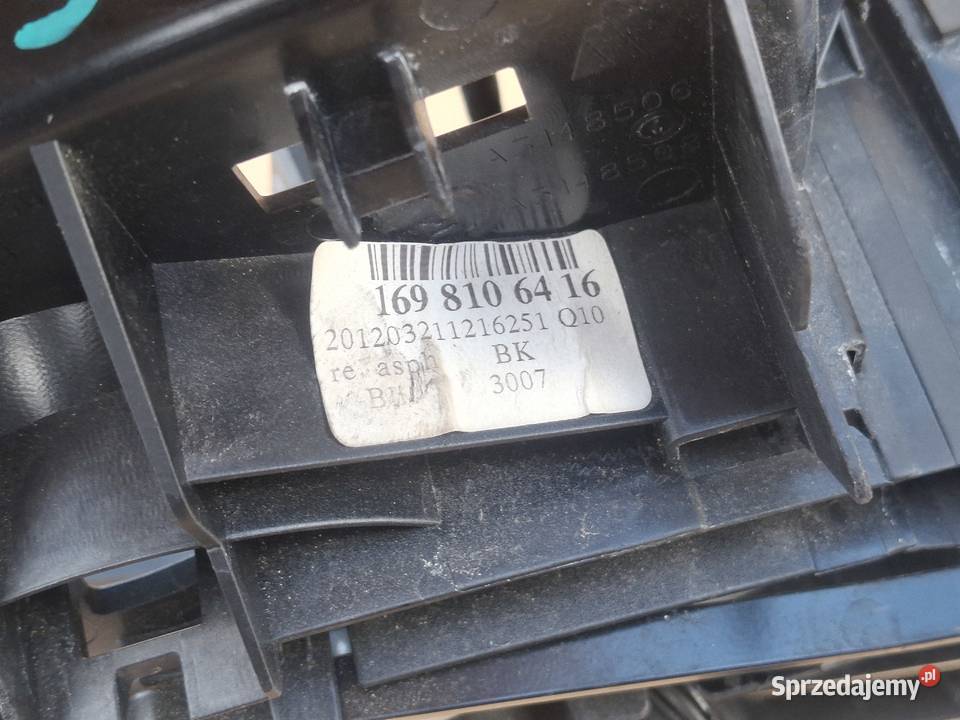 169 810 64 16
201203211216251 Q10
BK
3007
Sprzedajemy.pl